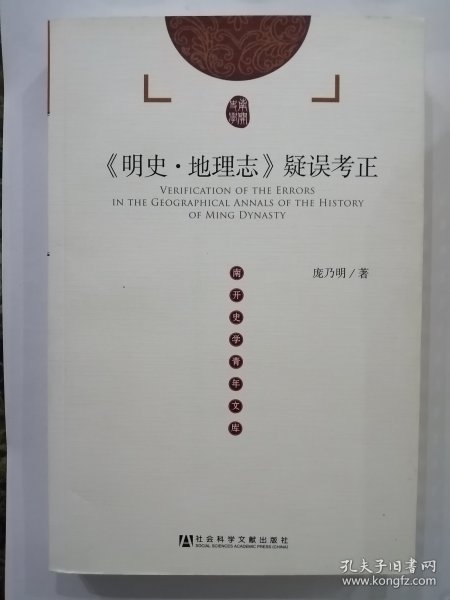 南開史学
《明史·地理志》疑误考正
VERIFICATION OF THE ERRORS
IN THE GEOGRAPHICAL ANNALS OF THE HISTORY
OF MING DYNASTY
庞乃明/著
南开史学青年文库
社会科学文献出版社
SOCIAL SCIENCES ACADEMIC PRESS (CHINA)
孔夫子旧书网
www.kongfz.com